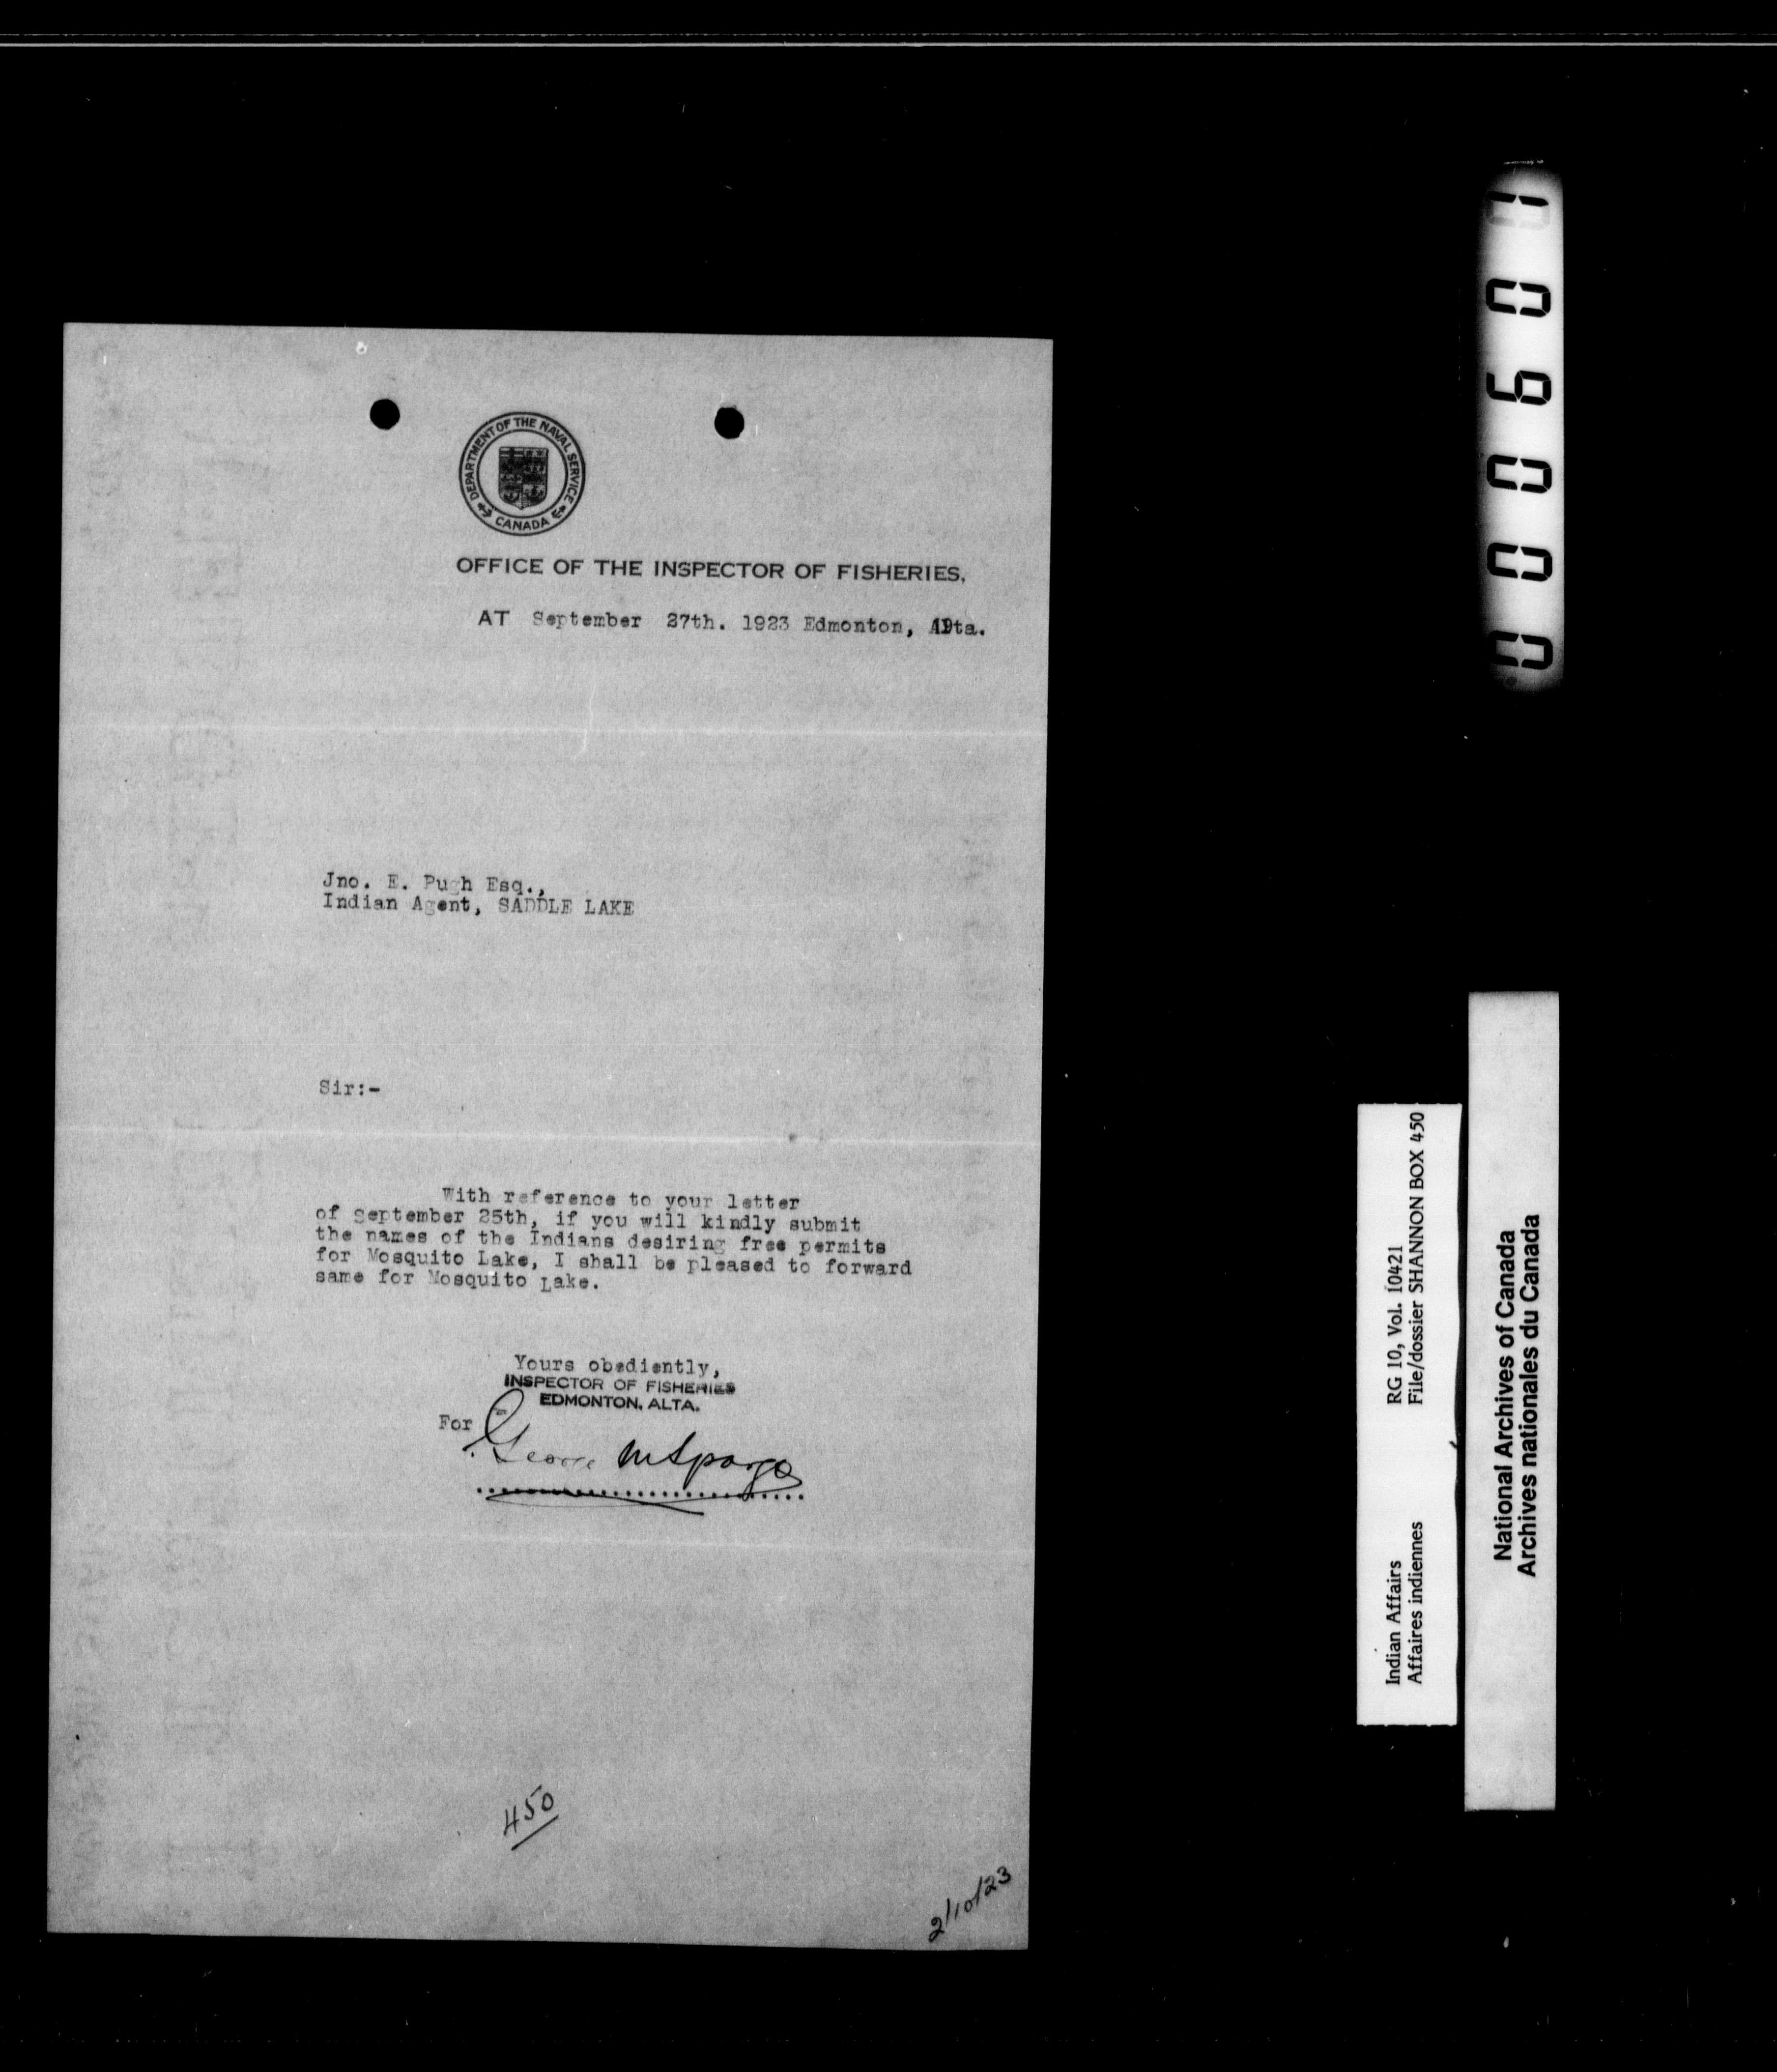 DEPARTMENT OF THE NAVAL SERVICE
CANADA
OFFICE OF THE INSPECTOR OF FISHERIES,
AT September 27th. 1923 Edmonton, Alta.
Jno. E. Pugh Esq.,
Indian Agent, SADDLE LAKE
Sir:-
With reference to your letter
of September 25th, if you will kindly submit
the names of the Indians desiring free permits
for Mosquito Lake, I shall be pleased to forward
same for Mosquito Lake.
Yours obediently,
INSPECTOR OF FISHERIES
EDMONTON, ALTA.
For
George
450
2/10/23
000601
Indian Affairs RG 10, Vol. 10421
Affaires indiennes File/dossier SHANNON BOX 450
National Archives of Canada
Archives nationales du Canada